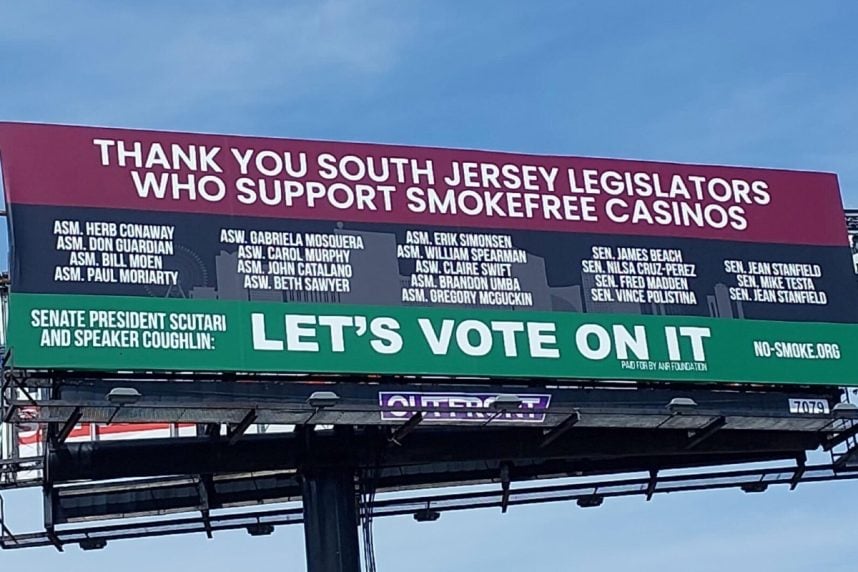 THANK YOU SOUTH JERSEY LEGISLATORS
WHO SUPPORT SMOKEFREE CASINOS
ASM. HERB CONAWAY
ASM. DON GUARDIAN
ASM. BILL MOEN
ASM. PAUL MORIARTY
ASW. GABRIELA MOSQUERA
ASW. CAROL MURPHY
ASM. JOHN CATALANO
ASW. BETH SAWYER
ASM. ERIK SIMONSEN
ASM. WILLIAM SPEARMAN
ASW. CLAIRE SWIFT
ASM. BRANDON UMBA
ASM. GREGORY MCGUCKIN
SEN. JAMES BEACH
SEN. NILSA CRUZ-PEREZ
SEN. FRED MADDEN
SEN. VINCE POLISTINA
SEN. JEAN STANFIELD
SEN. MIKE TESTA
SEN. JEAN STANFIELD
SENATE PRESIDENT SCUTARI
AND SPEAKER COUGHLIN:
LET'S VOTE ON IT
PAID FOR BY ANR FOUNDATION
NO-SMOKE.ORG
OUTFRONT
7079